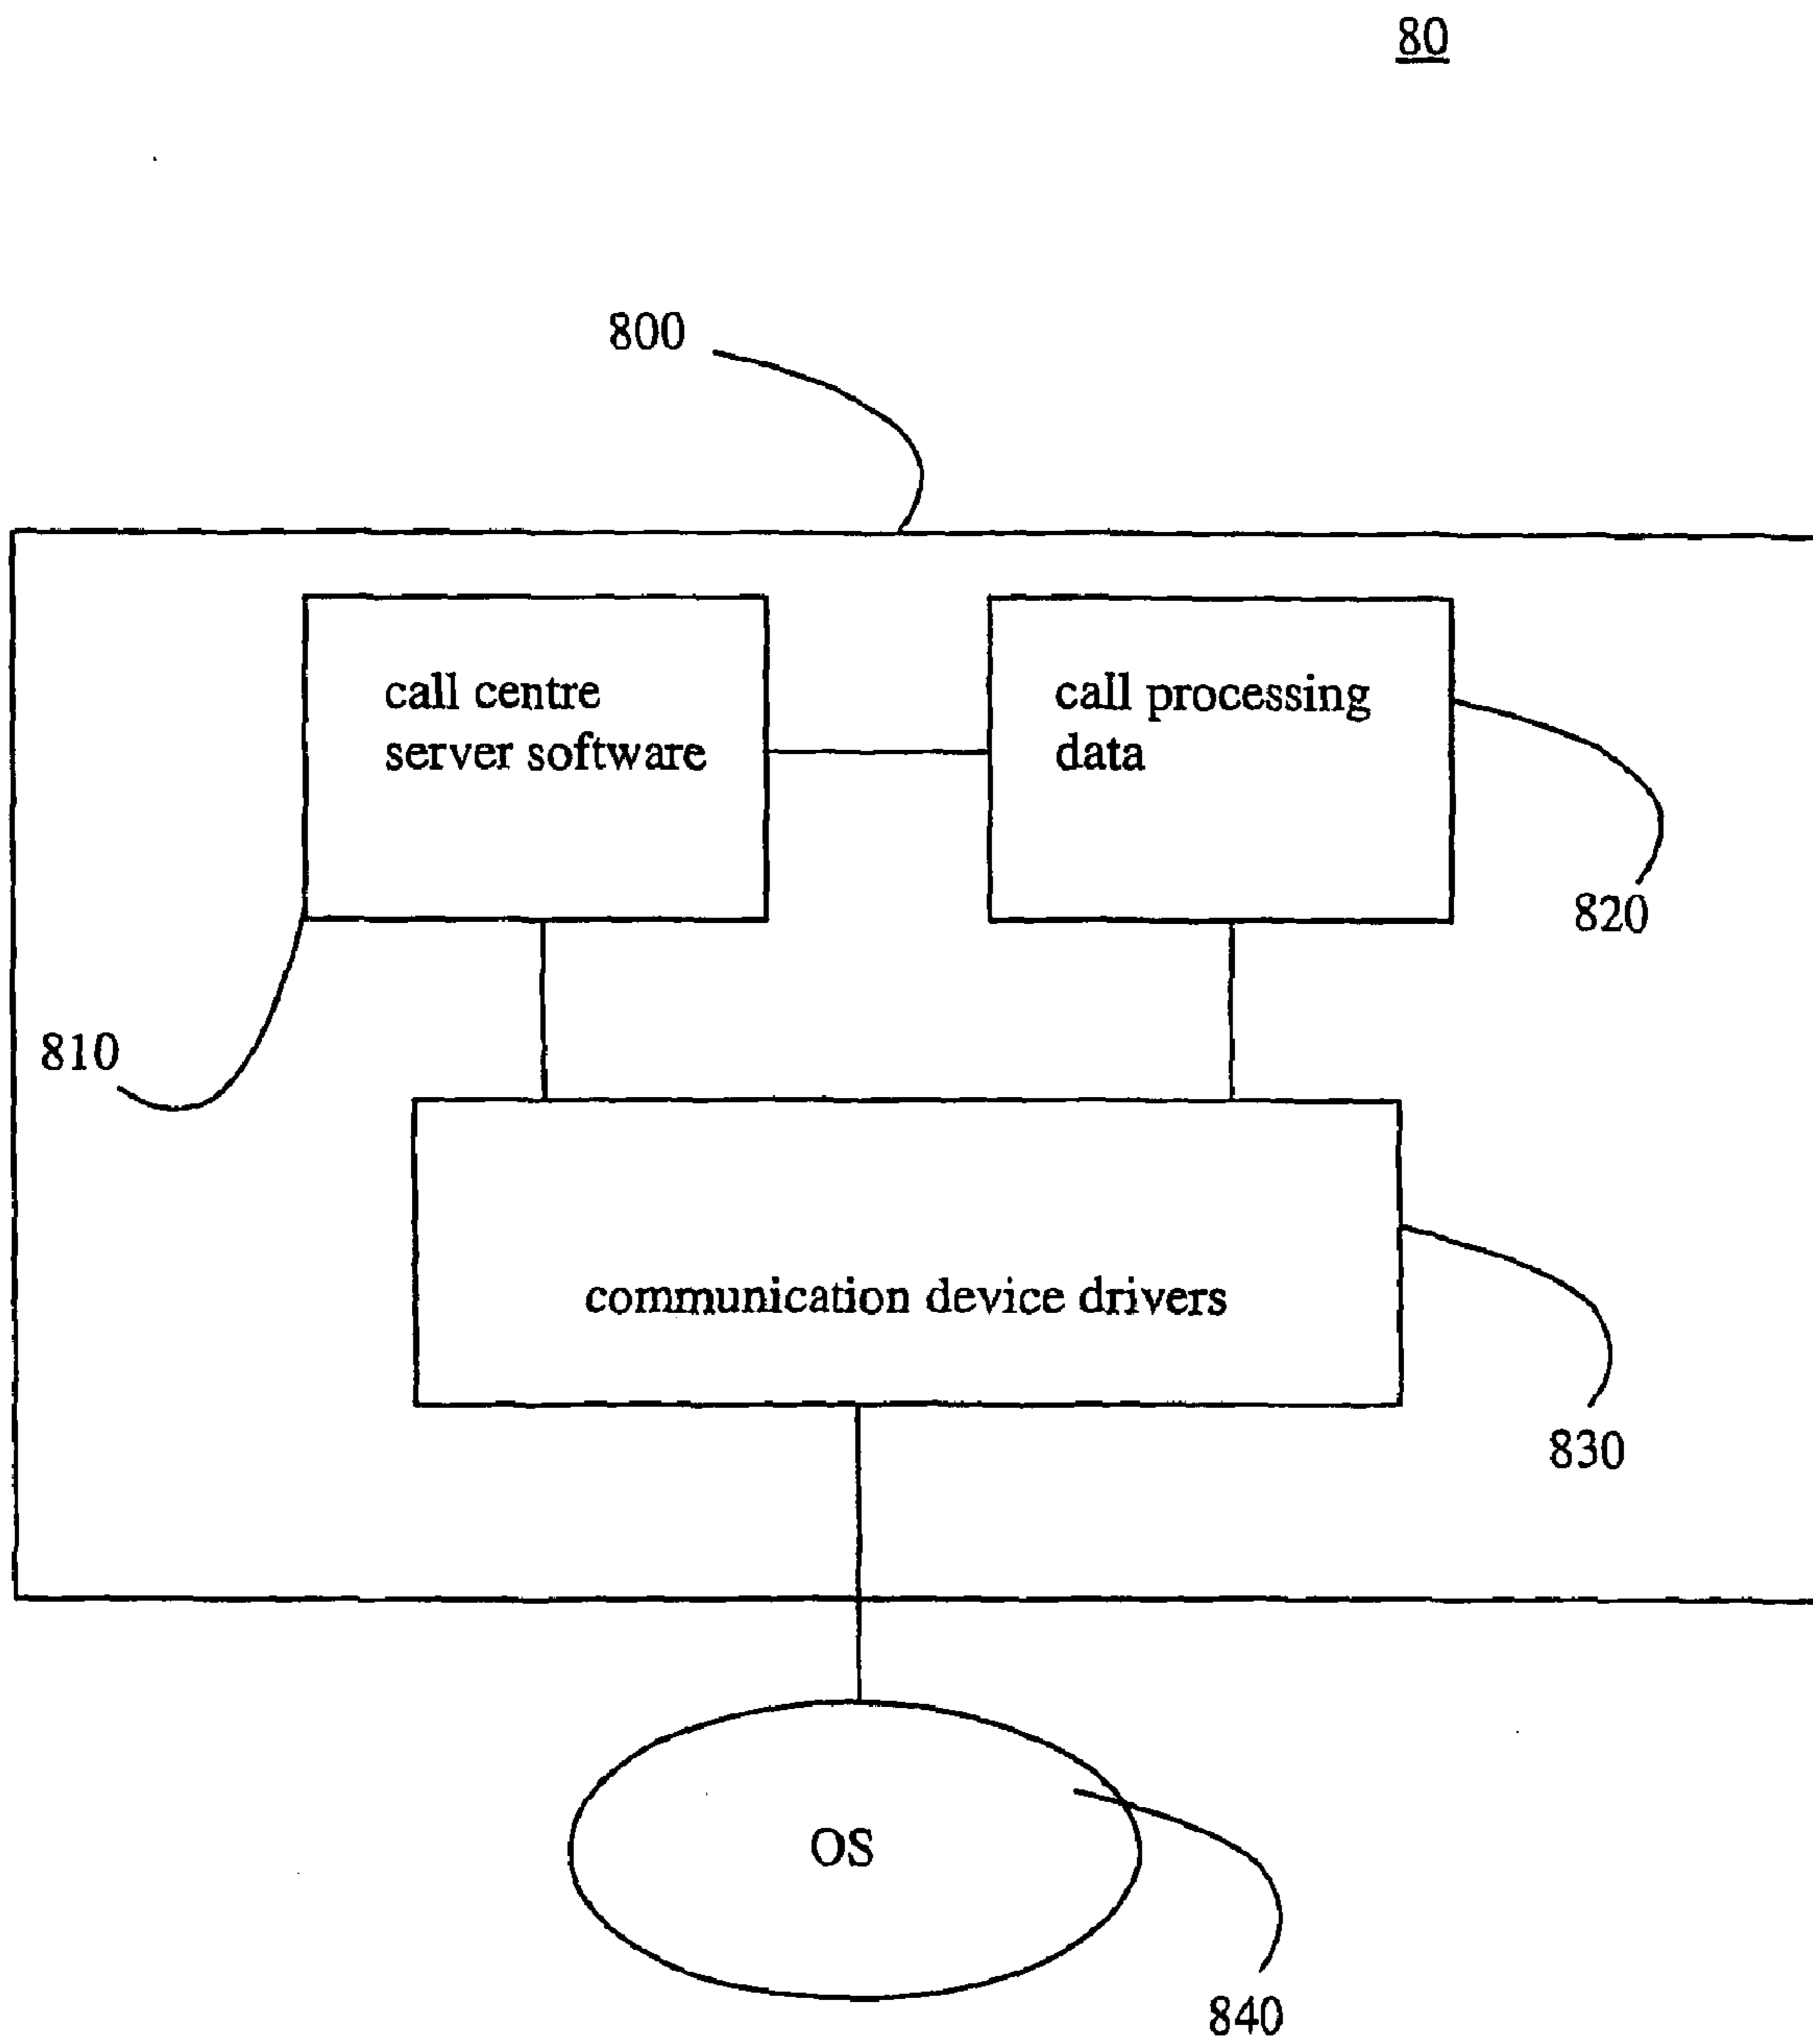 80
800
call centre
server software
call processing
data
820
810
communication device drivers
830
OS
840